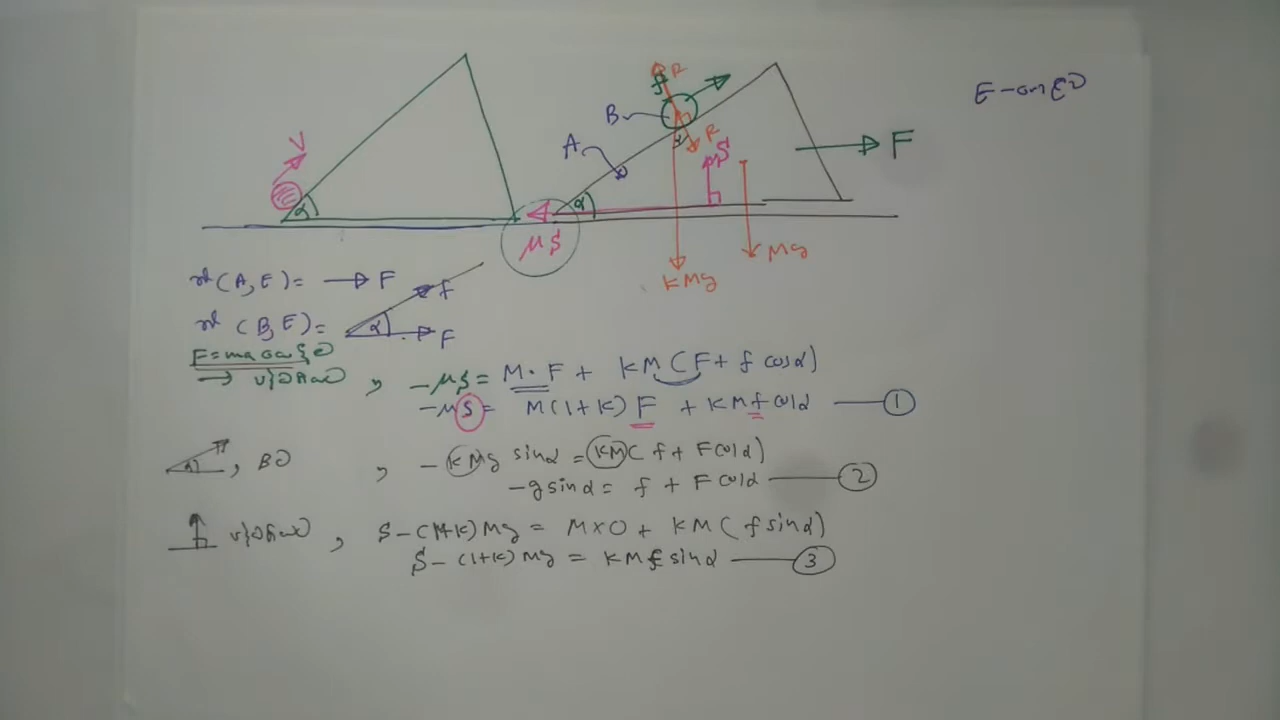 V
α
μS
A
B
R
f
R
S
α
F
kMg
Mg
(A, E) = → F
(B, E) = f
α F
F=ma
→ , -μS = M · F + kM(F + f cosα)
-μS = M(1+k) F + kMf cosα — ①
α , B , - kMg sinα = kM( f + F cosα)
-g sinα = f + F cosα — ②
↑ , S - (1+k)Mg = M×0 + kM( f sinα)
S - (1+k)Mg = kMf sinα — ③